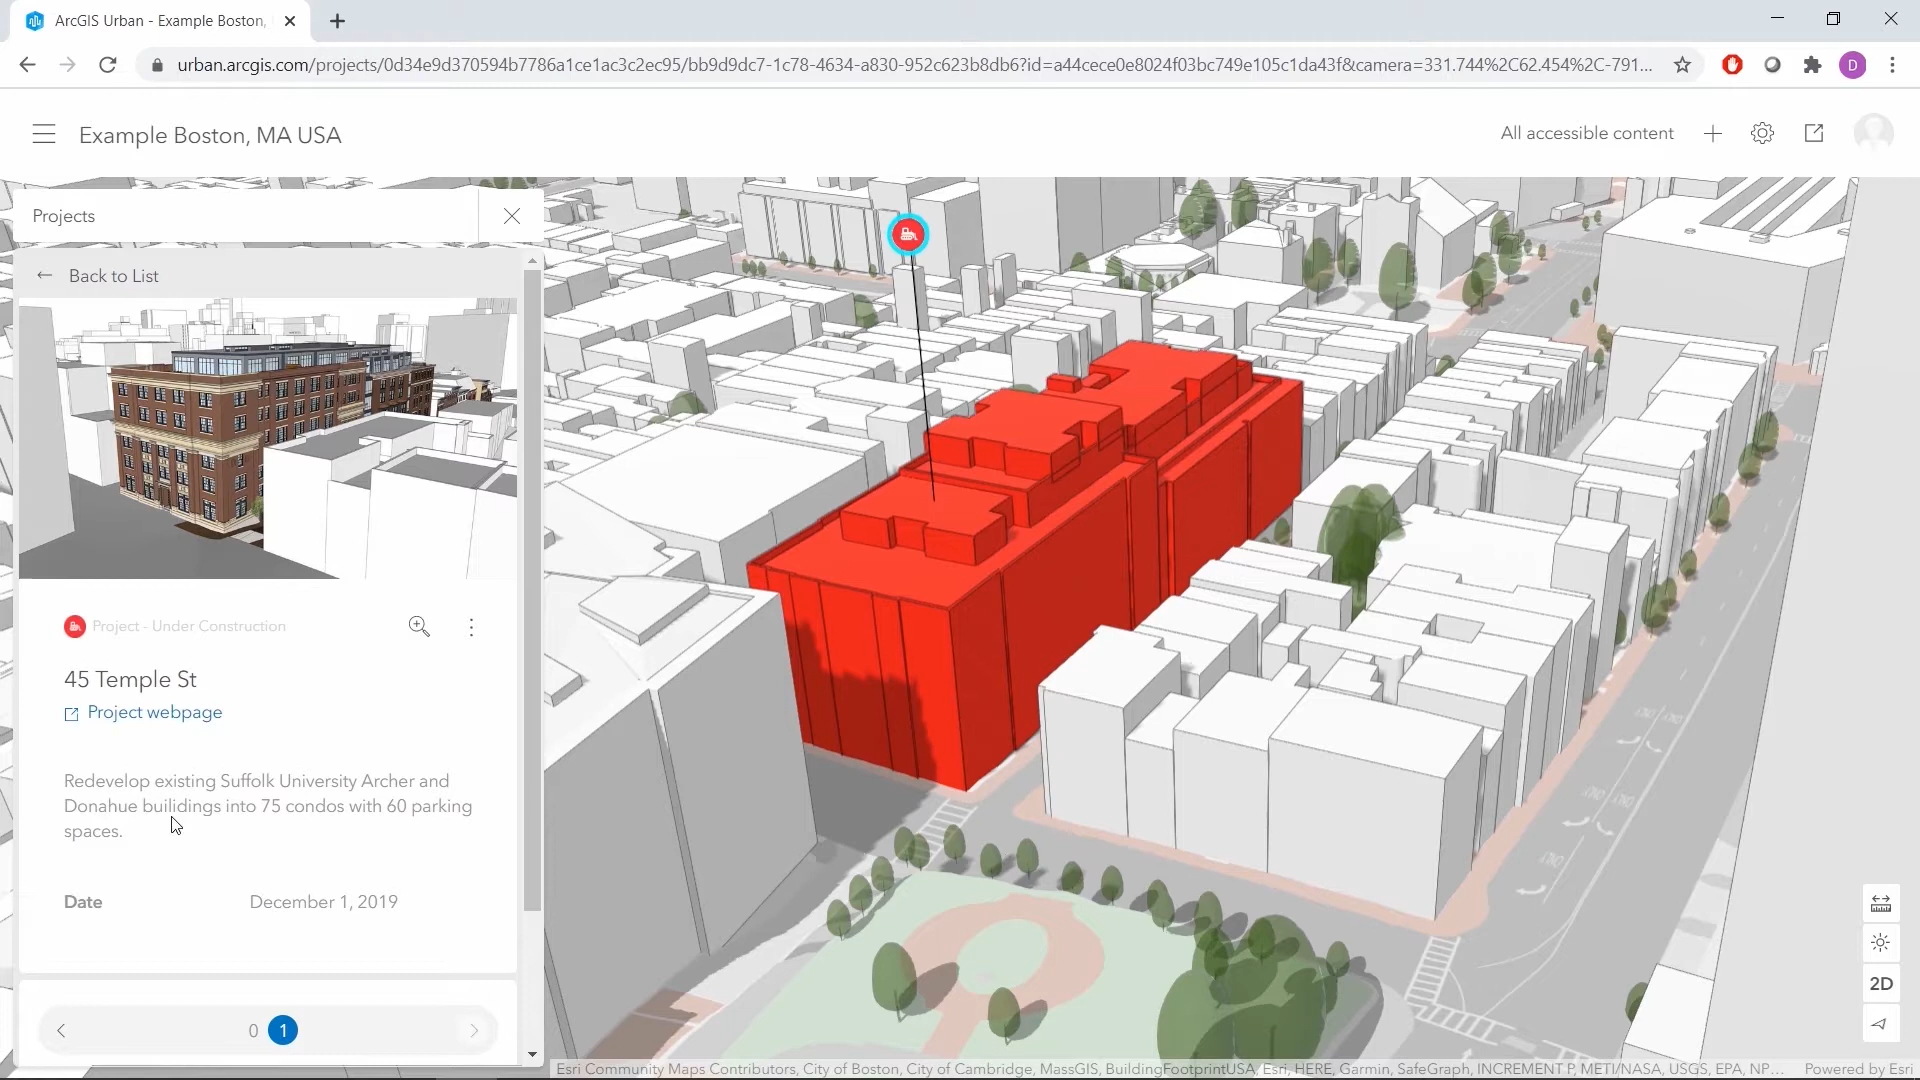 ArcGIS Urban - Example Boston,
urban.arcgis.com/projects/0d34e9d370594b7786a1ce1ac3c2ec95/bb9d9dc7-1c78-4634-a830-952c623b8db6?id=a44cece0e8024f03bc749e105c1da43f&camera=331.744%2C62.454%2C-791...
D
Example Boston, MA USA
All accessible content
Projects
Back to List
Project - Under Construction
45 Temple St
Project webpage
Redevelop existing Suffolk University Archer and
Donahue builidings into 75 condos with 60 parking
spaces.
Date December 1, 2019
0 1
2D
Esri Community Maps Contributors, City of Boston, City of Cambridge, MassGIS, BuildingFootprintUSA, Esri, HERE, Garmin, SafeGraph, INCREMENT P, METI/NASA, USGS, EPA, NP...
Powered by Esri